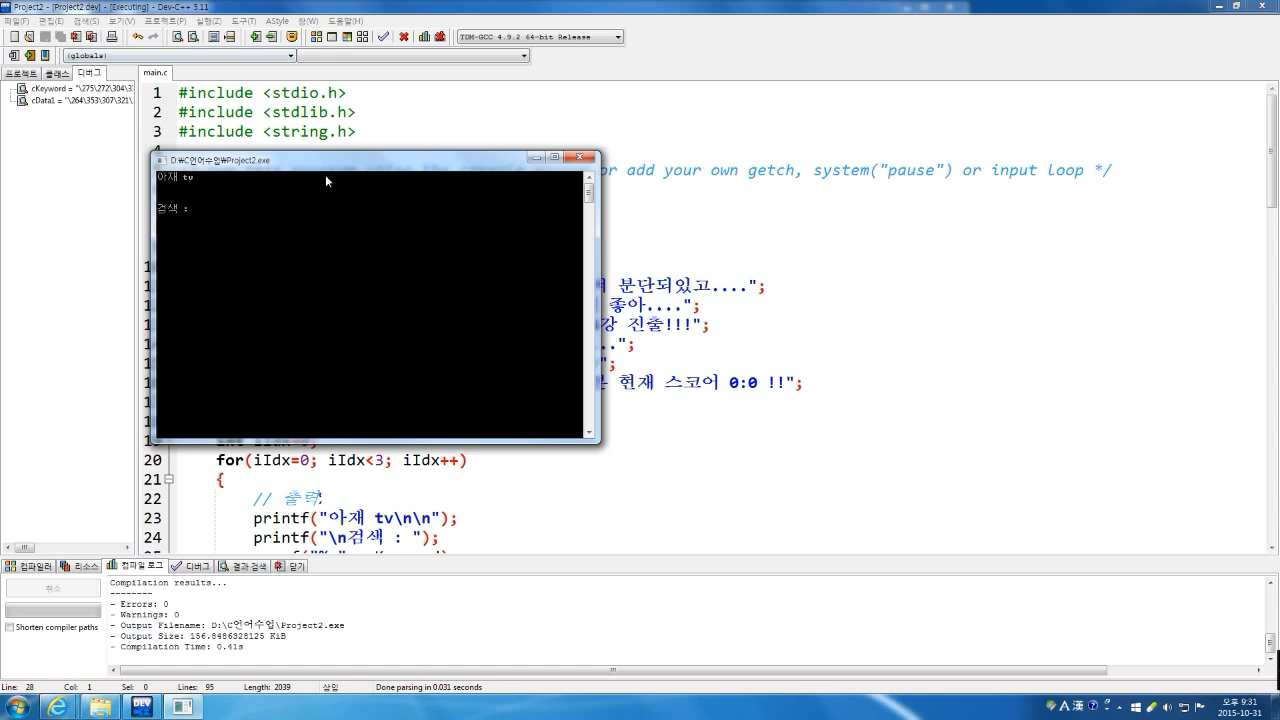 Project2 - [Project2.dev] - [Executing] - Dev-C++ 5.11
파일[F] 편집[E] 검색[S] 보기[V] 프로젝트[P] 실행[Z] 도구[T] AStyle 창[W] 도움말[H]
TDM-GCC 4.9.2 64-bit Release
(globals)
프로젝트 클래스 디버그
main.c
cKeyword = "\275\272\304\3
cData1 = "\264\353\307\321\
1 #include <stdio.h>
2 #include <stdlib.h>
3 #include <string.h>
D:\C언어수업\Project2.exe
or add your own getch, system("pause") or input loop */
아재 tv
검색 :
분단되있고....";
좋아....";
강 진출!!!";
..";
";
현재 스코어 0:0 !!";
20 for(iIdx=0; iIdx<3; iIdx++)
21 {
22 // 출력
23 printf("아재 tv\n\n");
24 printf("\n검색 : ");
컴파일러 리소스 컴파일 로그 디버그 결과 검색 닫기
취소
Shorten compiler paths
Compilation results...
--------
- Errors: 0
- Warnings: 0
- Output Filename: D:\C언어수업\Project2.exe
- Output Size: 156.8486328125 KiB
- Compilation Time: 0.41s
Line: 28 Col: 1 Sel: 0 Lines: 95 Length: 2039 삽입 Done parsing in 0.031 seconds
DEV
A 漢
오후 9:31
2015-10-31